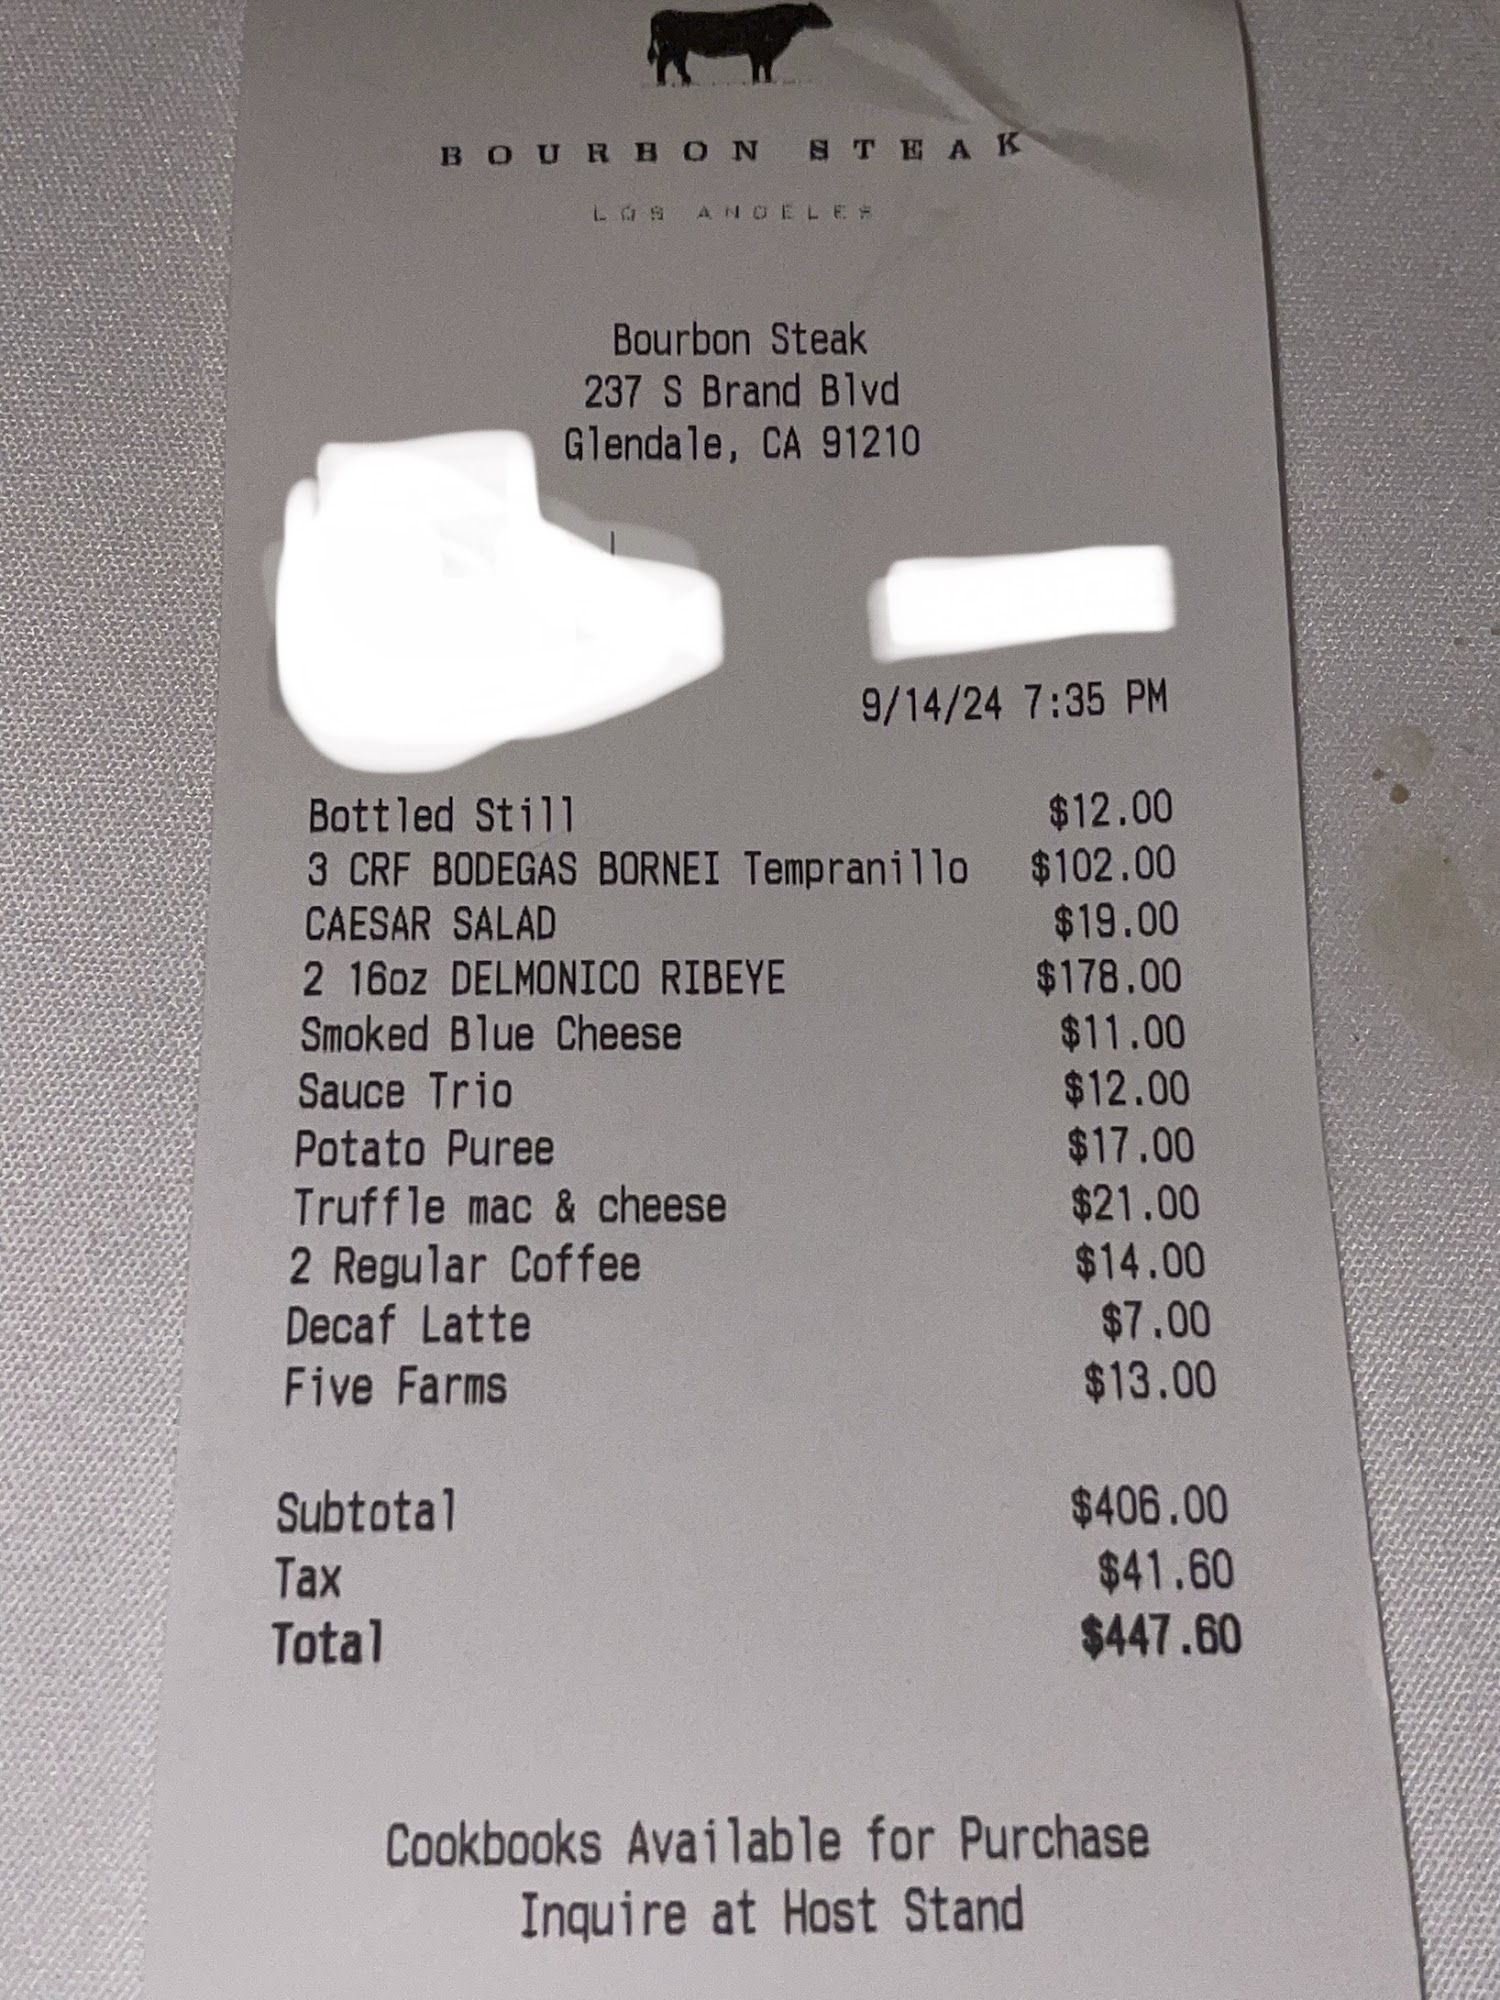 BOURBON STEAK
LOS ANGELES
Bourbon Steak
237 S Brand Blvd
Glendale, CA 91210
9/14/24 7:35 PM
Bottled Still $12.00
3 CRF BODEGAS BORNEI Tempranillo $102.00
CAESAR SALAD $19.00
2 16oz DELMONICO RIBEYE $178.00
Smoked Blue Cheese $11.00
Sauce Trio $12.00
Potato Puree $17.00
Truffle mac & cheese $21.00
2 Regular Coffee $14.00
Decaf Latte $7.00
Five Farms $13.00
Subtotal $406.00
Tax $41.60
Total $447.60
Cookbooks Available for Purchase
Inquire at Host Stand